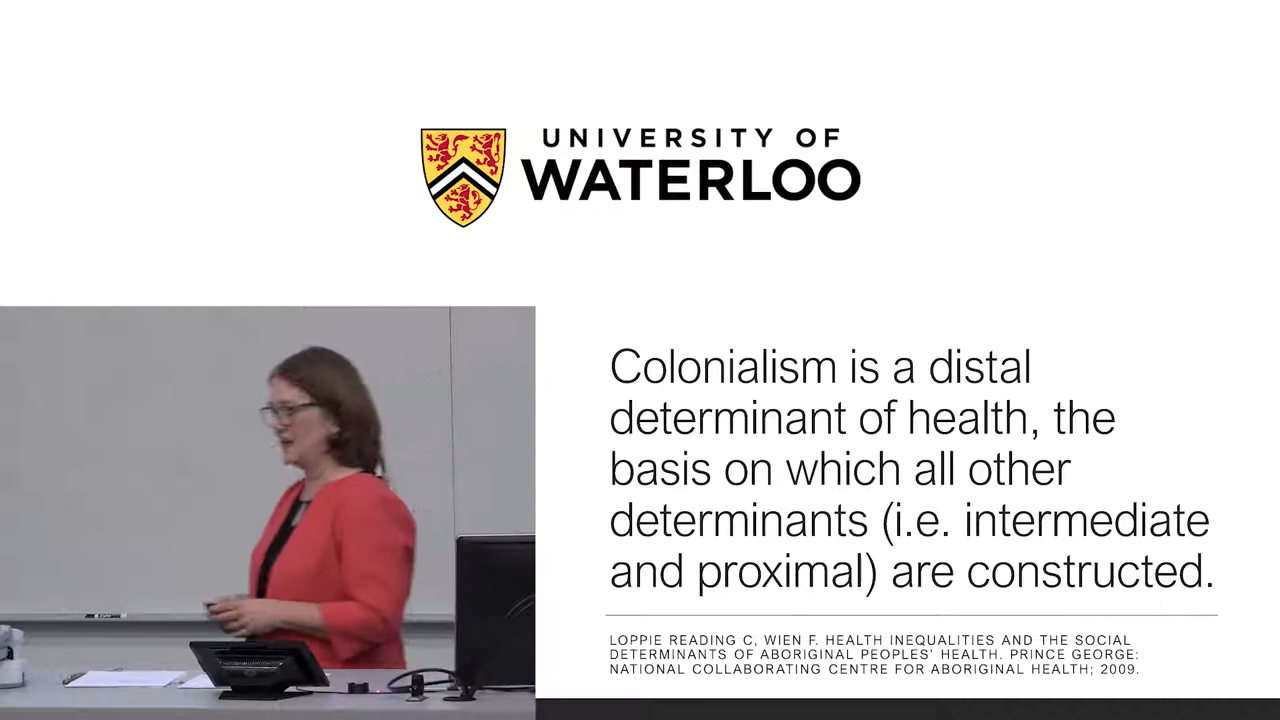 UNIVERSITY OF
WATERLOO
Colonialism is a distal
determinant of health, the
basis on which all other
determinants (i.e. intermediate
and proximal) are constructed.
LOPPIE READING C, WIEN F. HEALTH INEQUALITIES AND THE SOCIAL
DETERMINANTS OF ABORIGINAL PEOPLES' HEALTH. PRINCE GEORGE:
NATIONAL COLLABORATING CENTRE FOR ABORIGINAL HEALTH; 2009.